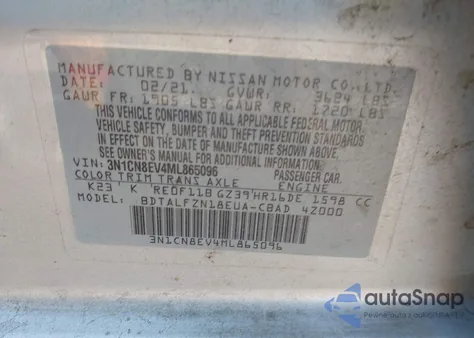 MANUFACTURED BY NISSAN MOTOR CO., LTD.
DATE: 02/21 GVWR: 3624 LBS
GAWR FR: 1905 LBS GAWR RR: 1720 LBS
THIS VEHICLE CONFORMS TO ALL APPLICABLE FEDERAL MOTOR
VEHICLE SAFETY, BUMPER AND THEFT PREVENTION STANDARDS
IN EFFECT ON THE DATE OF MANUFACTURE SHOWN ABOVE.
SEE OWNER'S MANUAL OR INFORMATION
VIN: 3N1CN8EV4ML865096 PASSENGER CAR.
COLOR TRIM TRANS AXLE ENGINE
K23 K RE0F11B GZ39 HR16DE 1598 CC
MODEL: BDTALFZN18EUA-CBAD 42000
3N1CN8EV4ML865096
autaSnap